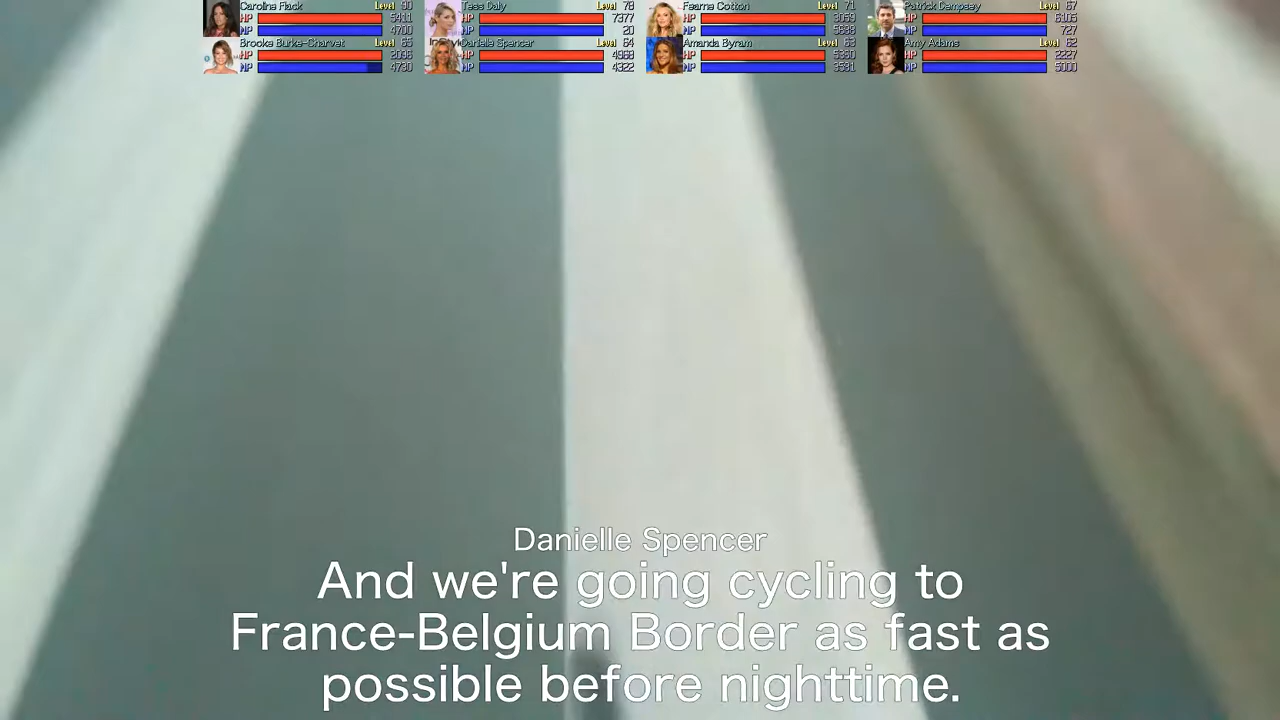 Caroline Flack Level 90
HP 5411
MP 4700
Tess Daly Level 78
HP 7377
MP 20
Fearne Cotton Level 71
HP 3059
MP 5639
Patrick Dempsey Level 67
HP 6105
MP 727
Brooke Burke-Charvet Level
HP
MP 4730
Danielle Spencer Level 64
HP 4968
MP 4322
Amanda Byram Level 63
HP
MP 3531
Amy Adams Level 62
HP 2227
MP 5000
Danielle Spencer
And we're going cycling to
France-Belgium Border as fast as
possible before nighttime.